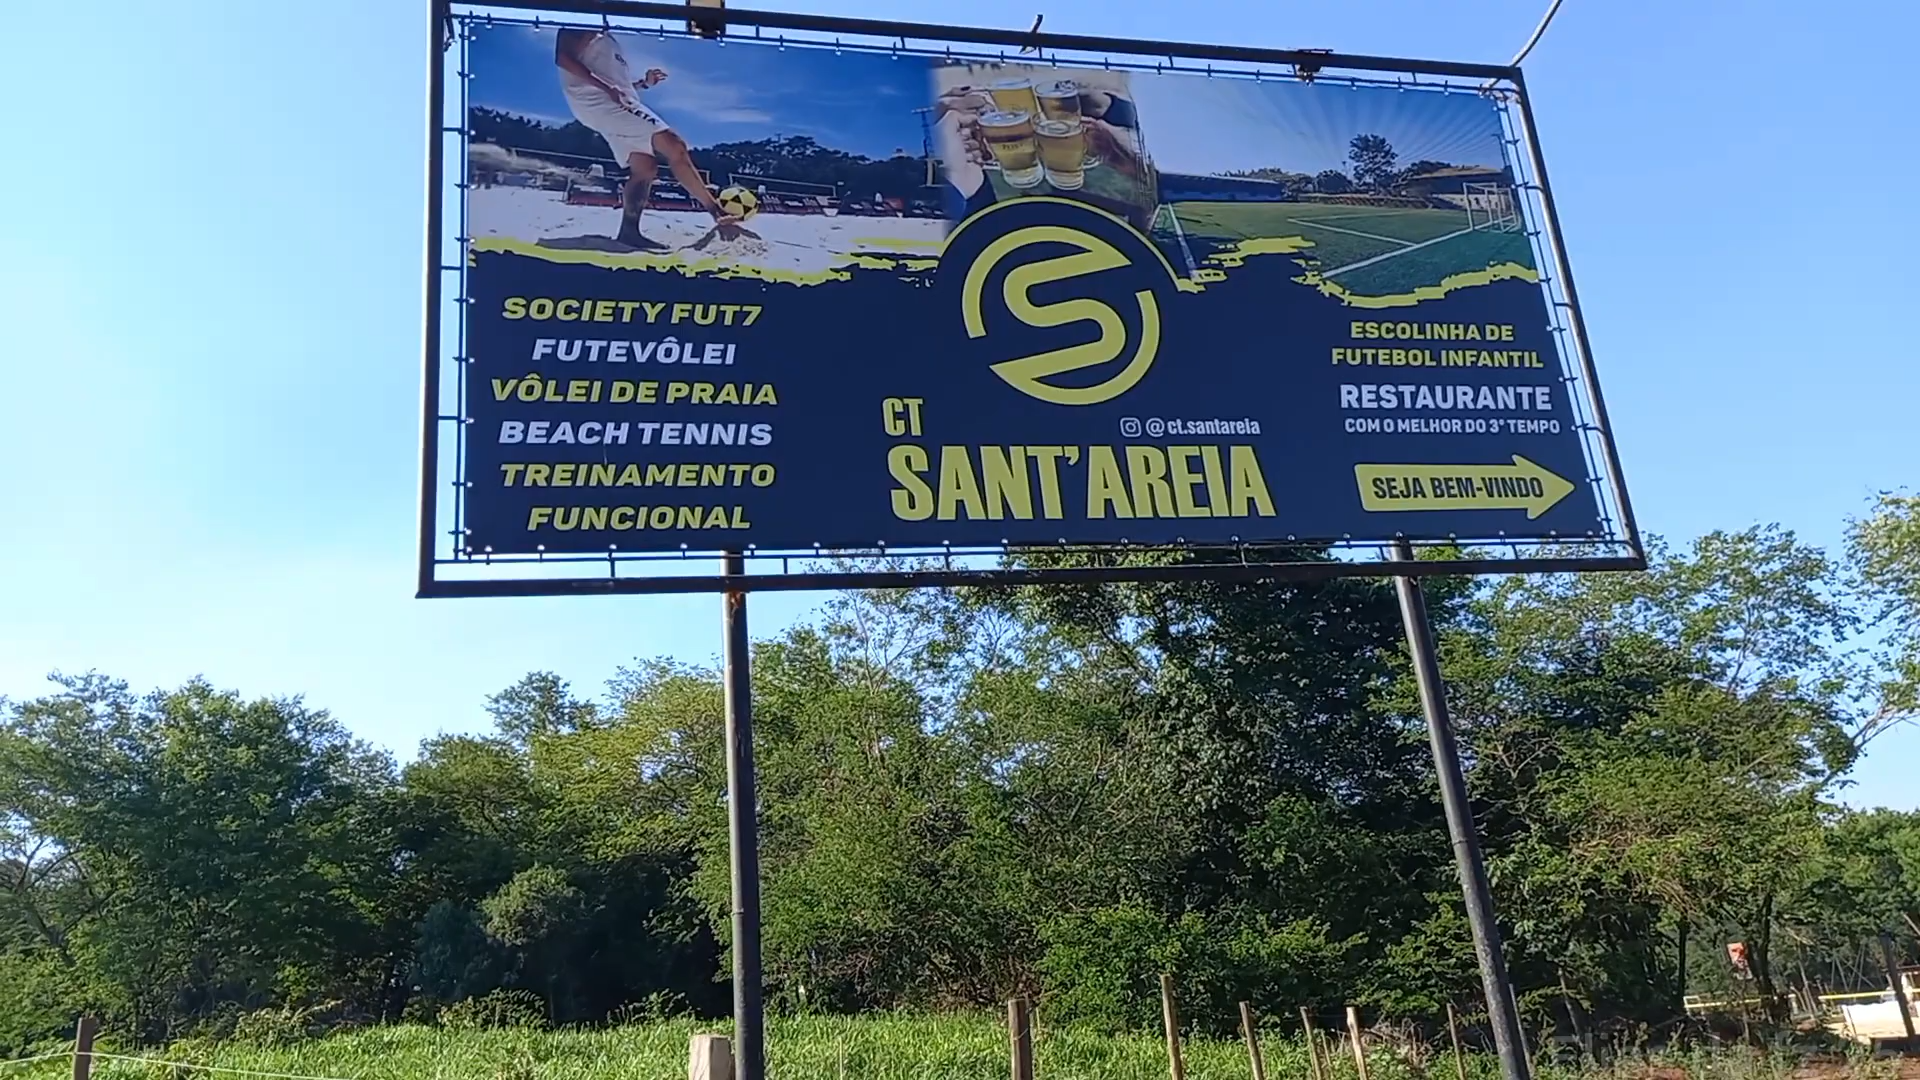 SOCIETY FUT7
FUTEVÔLEI
VÔLEI DE PRAIA
BEACH TENNIS
TREINAMENTO
FUNCIONAL
CT
@ct.santareia
SANT'AREIA
ESCOLINHA DE
FUTEBOL INFANTIL
RESTAURANTE
COM O MELHOR DO 3º TEMPO
SEJA BEM-VINDO